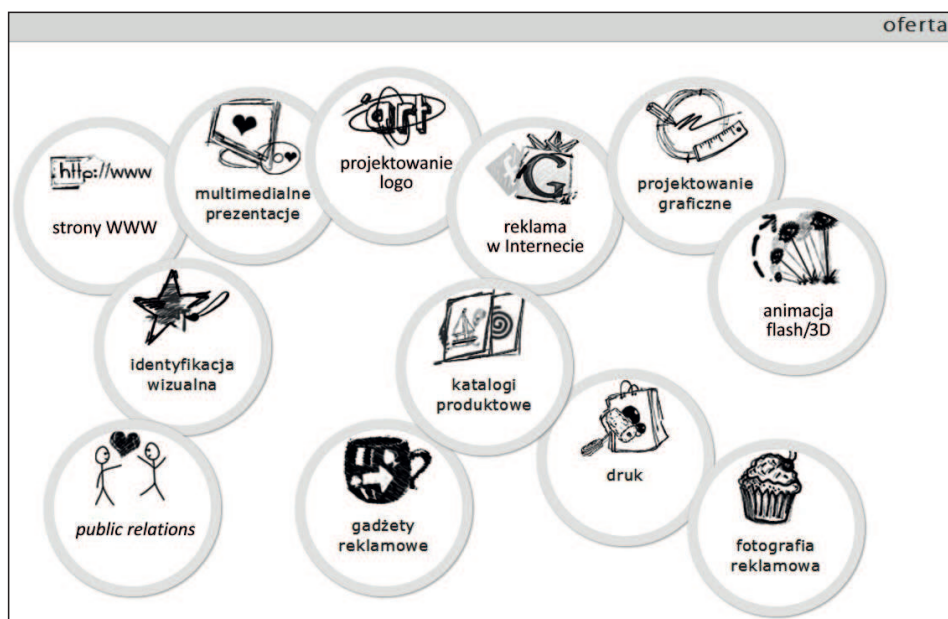 oferta
http://www
strony WWW
multimedialne
prezentacje
art
projektowanie
logo
G
reklama
w Internecie
projektowanie
graficzne
animacja
flash/3D
identyfikacja
wizualna
katalogi
produktowe
druk
public relations
gadżety
reklamowe
fotografia
reklamowa